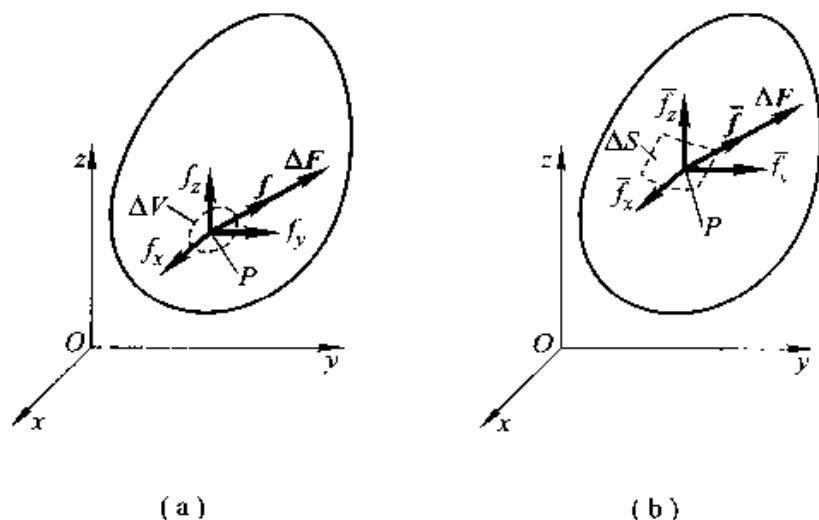 z
ΔF
f
f_z
ΔV
f_x
f_y
P
O
y
x
(a)
z
ΔF
f̄
f̄_z
ΔS
f̄_x
P
O
y
x
(b)